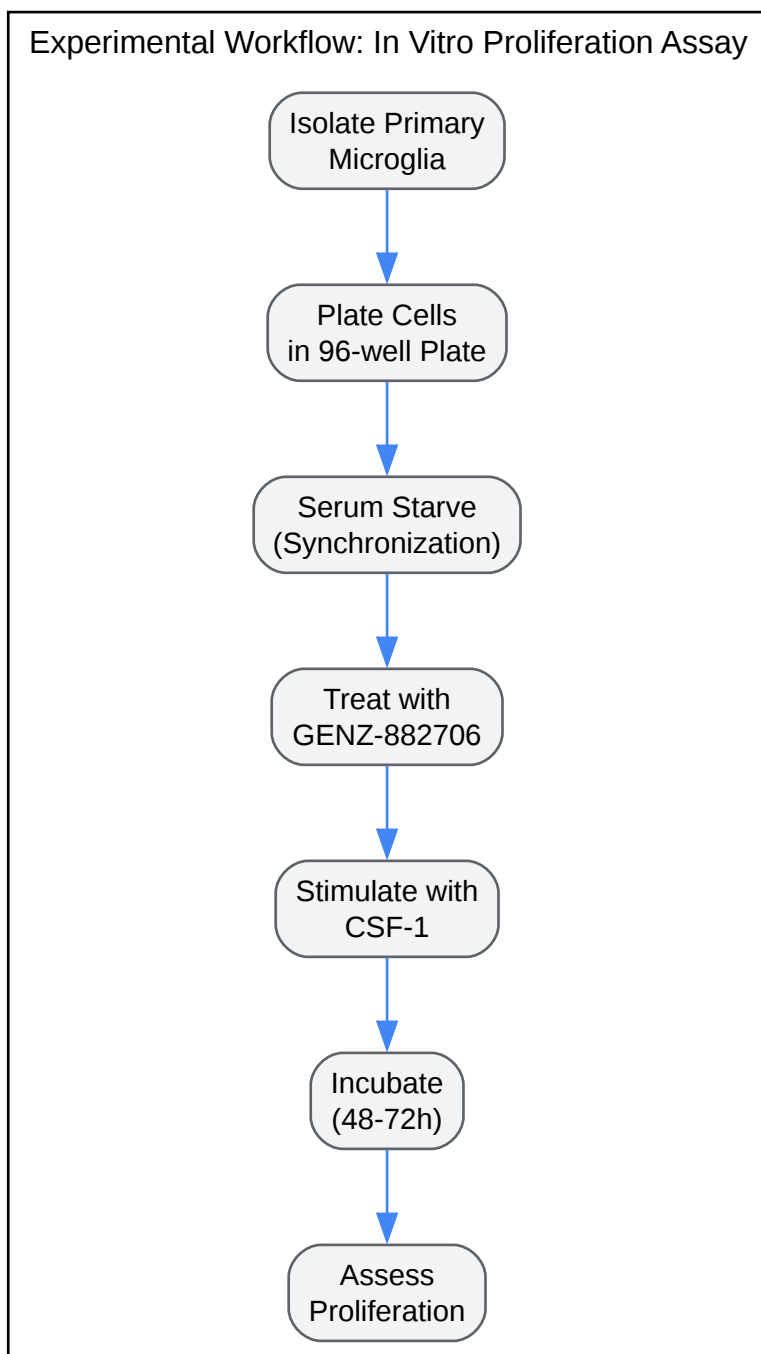 Experimental Workflow: In Vitro Proliferation Assay
Isolate Primary
Microglia
Plate Cells
in 96-well Plate
Serum Starve
(Synchronization)
Treat with
GENZ-882706
Stimulate with
CSF-1
Incubate
(48-72h)
Assess
Proliferation